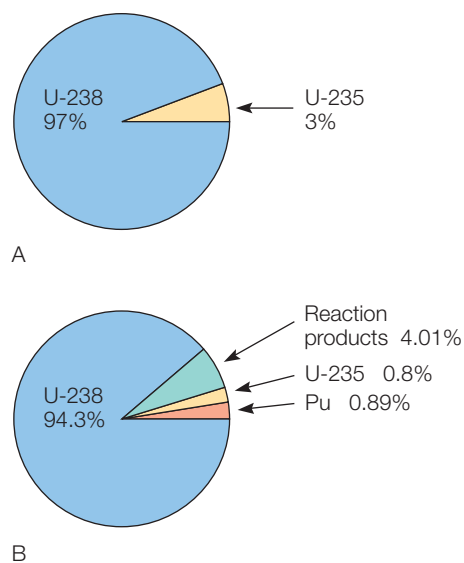 U-238
97%
U-235
3%
A
Reaction
products 4.01%
U-235 0.8%
Pu 0.89%
U-238
94.3%
B